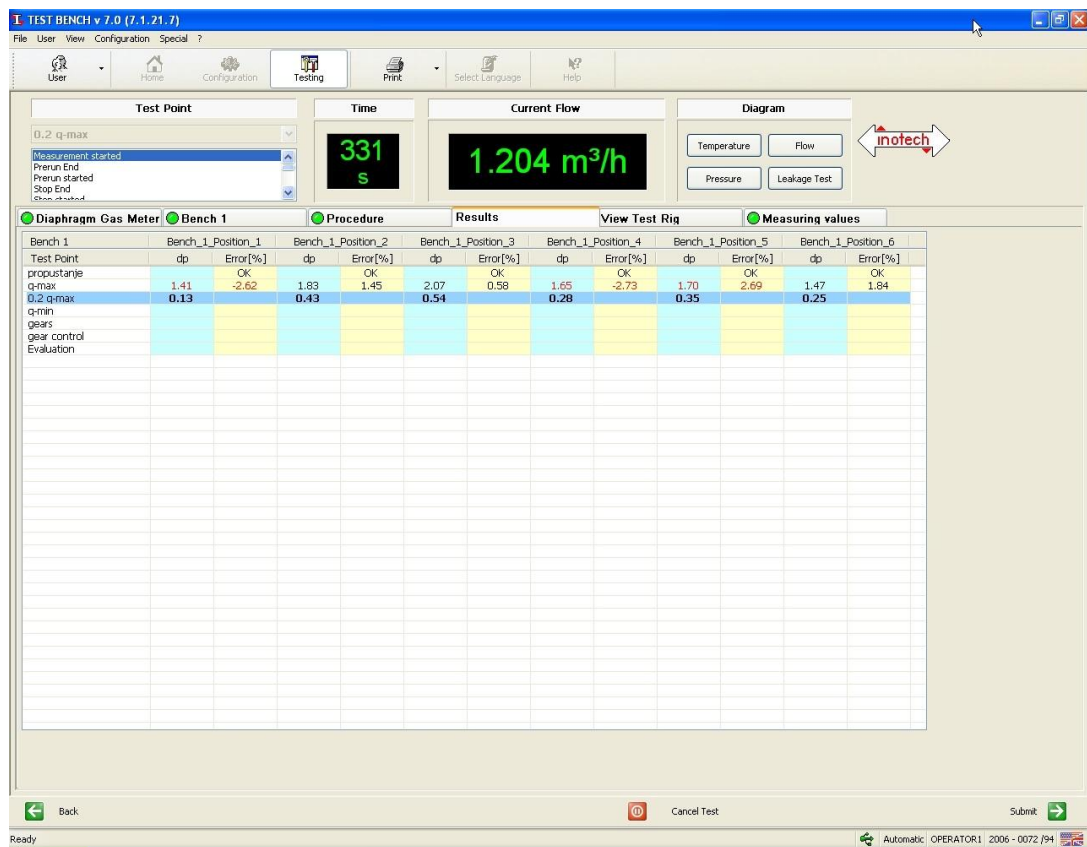 TEST BENCH v 7.0 (7.1.21.7)
File User View Configuration Special ?
User Home Configuration Testing Print Select Language Help
Test Point Time Current Flow Diagram
0.2 q-max
Measurement started
Prerun End
Prerun started
Stop End
Stop started
331
s
1.204 m³/h
Temperature Flow
Pressure Leakage Test
inotech
Diaphragm Gas Meter Bench 1 Procedure Results View Test Rig Measuring values
Bench 1 Bench_1_Position_1 Bench_1_Position_2 Bench_1_Position_3 Bench_1_Position_4 Bench_1_Position_5 Bench_1_Position_6
Test Point dp Error[%] dp Error[%] dp Error[%] dp Error[%] dp Error[%] dp Error[%]
propustanje OK OK OK OK OK OK
q-max 1.41 -2.62 1.83 1.45 2.07 0.58 1.65 -2.73 1.70 2.69 1.47 1.84
0.2 q-max 0.13 0.43 0.54 0.28 0.35 0.25
q-min
gears
gear control
Evaluation
Back Cancel Test Submit
Ready Automatic OPERATOR1 2006 - 0072 /94